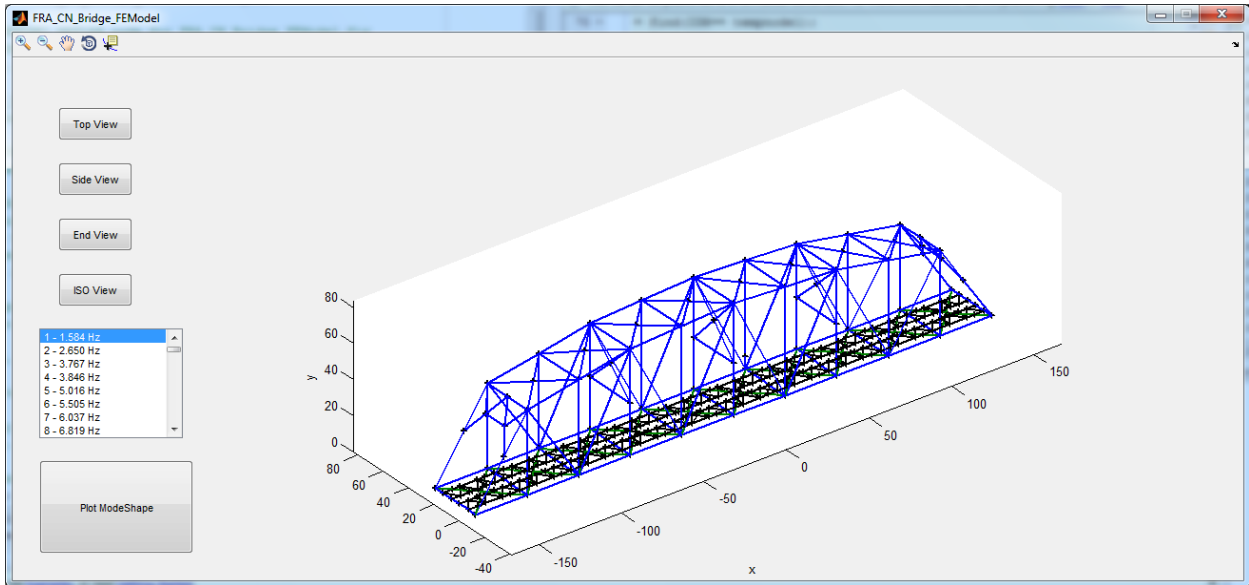 FRA_CN_Bridge_FEModel
Top View
Side View
End View
ISO View
1 - 1.584 Hz
2 - 2.650 Hz
3 - 3.767 Hz
4 - 3.846 Hz
5 - 5.016 Hz
6 - 5.505 Hz
7 - 6.037 Hz
8 - 6.819 Hz
Plot ModeShape
80
60
40
20
0
y
80
60
40
20
0
-20
-40
-150
-100
-50
0
50
100
150
x